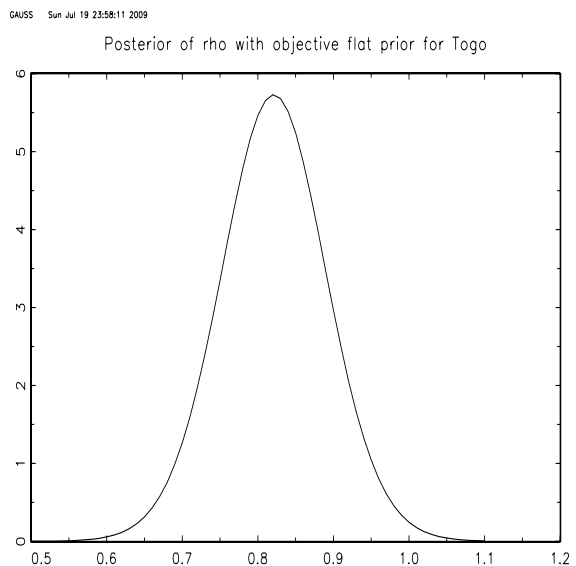 GAUSS Sun Jul 19 23:58:11 2009
Posterior of rho with objective flat prior for Togo
6
5
4
3
2
1
0
0.5 0.6 0.7 0.8 0.9 1.0 1.1 1.2